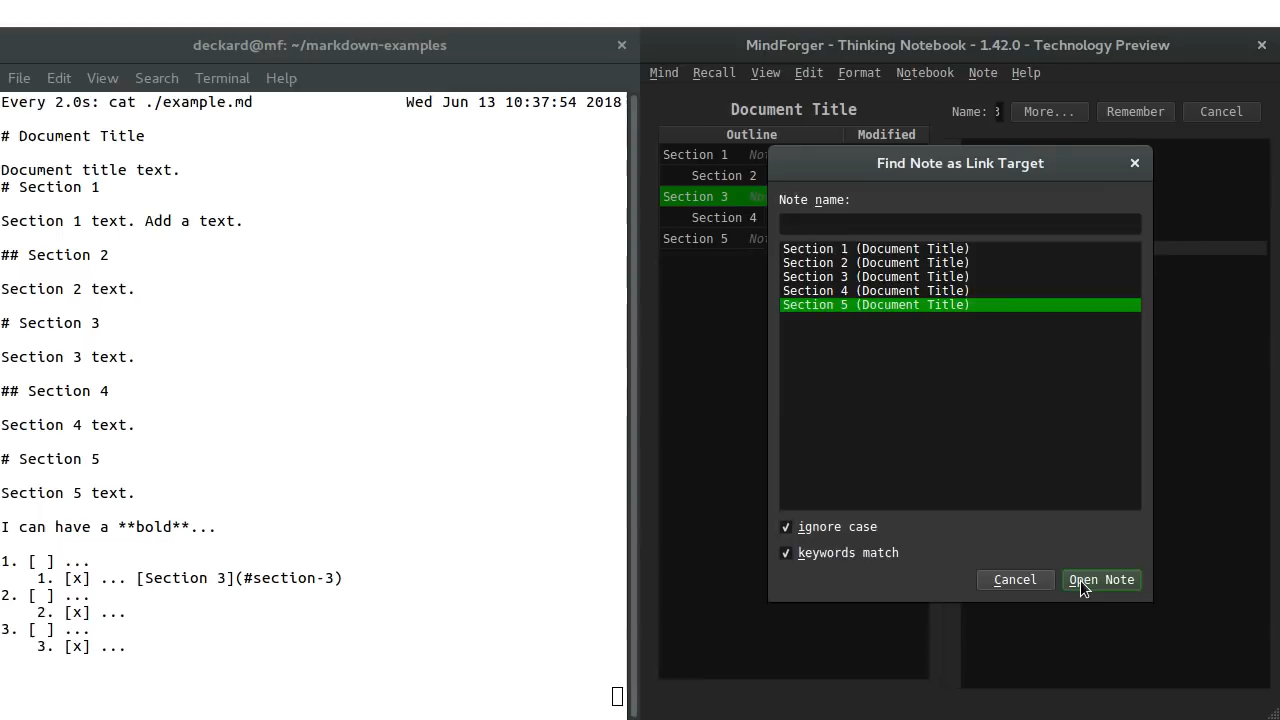 deckard@mf: ~/markdown-examples
×
File Edit View Search Terminal Help
Every 2.0s: cat ./example.md Wed Jun 13 10:37:54 2018
# Document Title
Document title text.
# Section 1
Section 1 text. Add a text.
## Section 2
Section 2 text.
# Section 3
Section 3 text.
## Section 4
Section 4 text.
# Section 5
Section 5 text.
I can have a **bold**...
1. [ ] ...
1. [x] ... [Section 3](#section-3)
2. [ ] ...
2. [x] ...
3. [ ] ...
3. [x] ...
MindForger - Thinking Notebook - 1.42.0 - Technology Preview
×
Mind Recall View Edit Format Notebook Note Help
Document Title
Name: 3 More... Remember Cancel
Outline Modified
Section 1
Section 2
Section 3
Section 4
Section 5
Find Note as Link Target
×
Note name:
Section 1 (Document Title)
Section 2 (Document Title)
Section 3 (Document Title)
Section 4 (Document Title)
Section 5 (Document Title)
ignore case
keywords match
Cancel Open Note